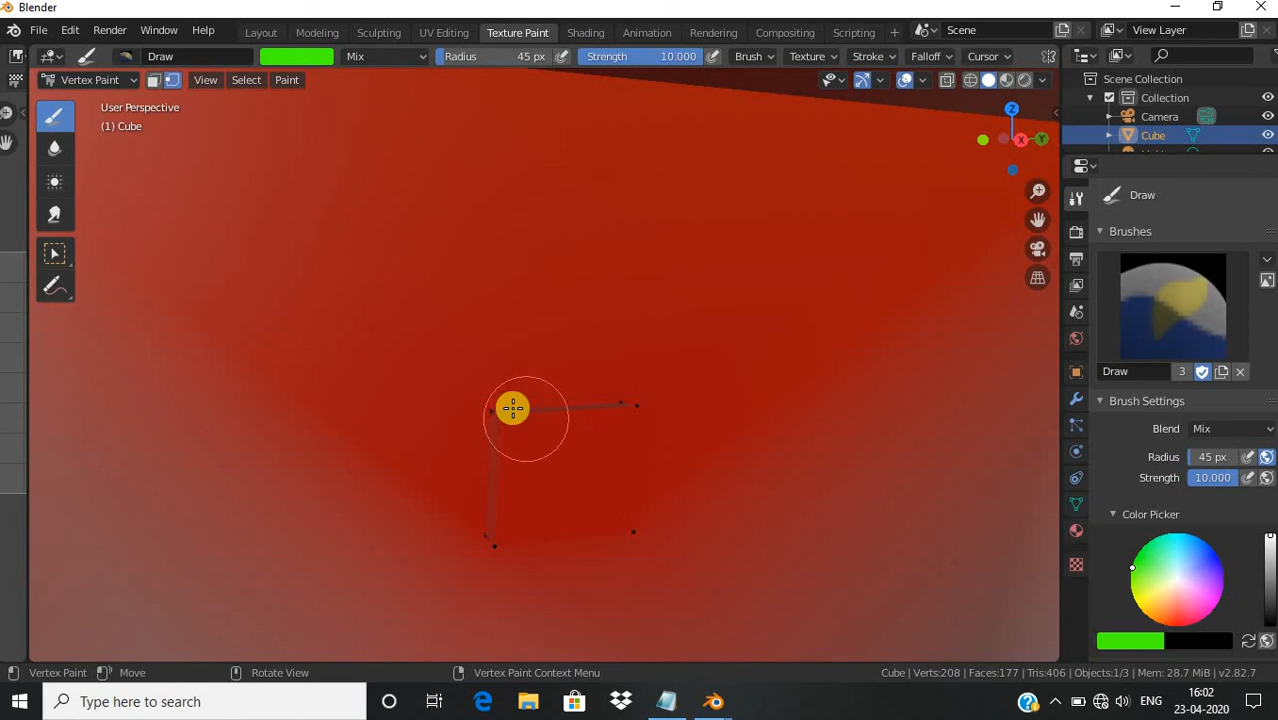 Blender
File Edit Render Window Help Layout Modeling Sculpting UV Editing Texture Paint Shading Animation Rendering Compositing Scripting + Scene View Layer
Draw Mix Radius 45 px Strength 10.000 Brush Texture Stroke Falloff Cursor
Vertex Paint View Select Paint
User Perspective
(1) Cube
Z
X
Y
Scene Collection
Collection
Camera
Cube
Draw
Brushes
Draw 3
Brush Settings
Blend Mix
Radius 45 px
Strength 10.000
Color Picker
Vertex Paint Move Rotate View Vertex Paint Context Menu Cube | Verts:208 | Faces:177 | Tris:406 | Objects:1/3 | Mem: 28.7 MiB | v2.82.7
Type here to search
ENG
16:02
23-04-2020